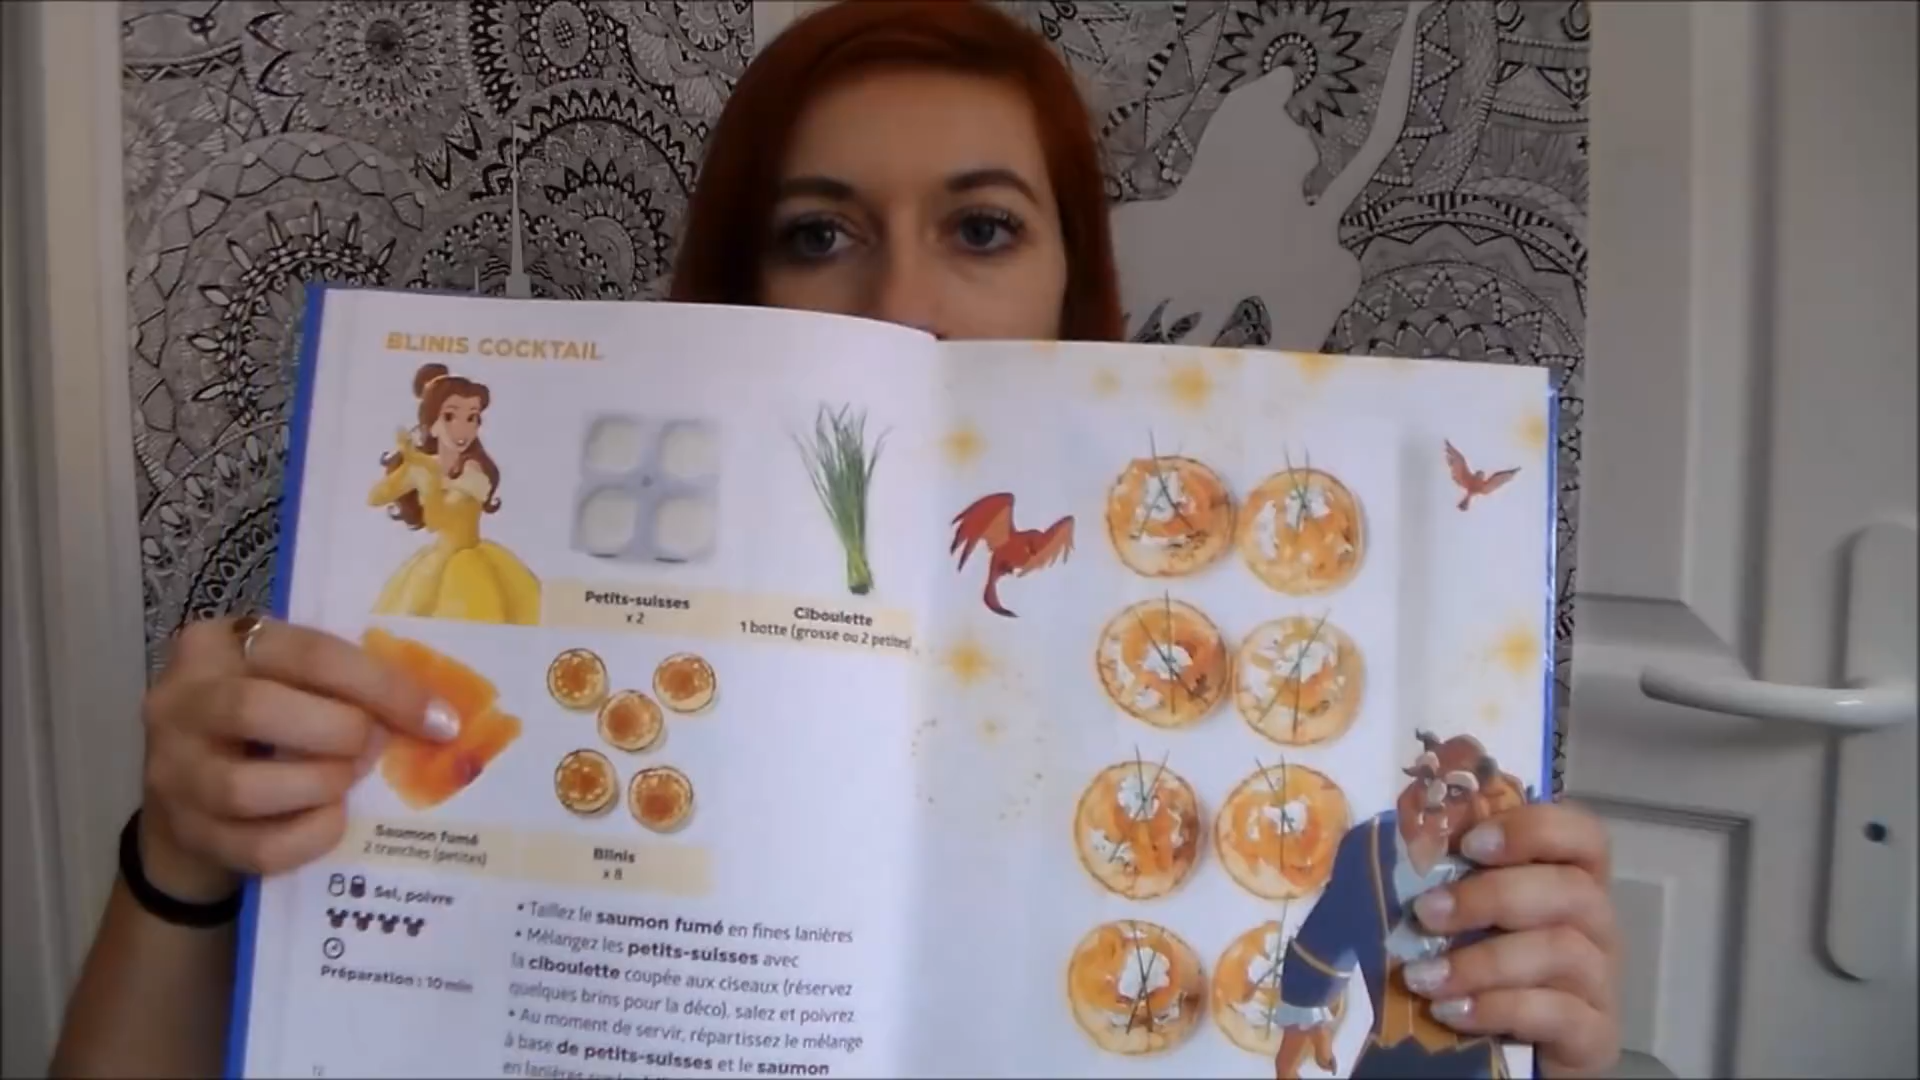 BLINIS COCKTAIL
Petits-suisses
x 2
Ciboulette
1 botte (grosse ou 2 petites)
Saumon fumé
2 tranches (petites)
Blinis
x 8
Sel, poivre
Préparation : 10 min
• Taillez le saumon fumé en fines lanières
• Mélangez les petits-suisses avec
la ciboulette coupée aux ciseaux (réservez
quelques brins pour la déco), salez et poivrez
• Au moment de servir, répartissez le mélange
à base de petits-suisses et le saumon
en lanières sur les
12